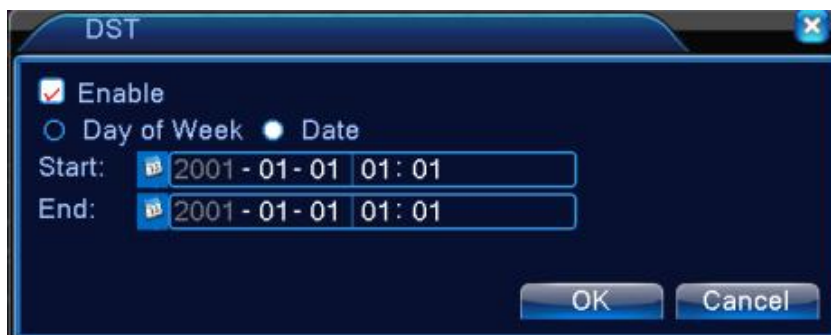 DST
Enable
Day of Week Date
Start: 2001-01-01 01:01
End: 2001-01-01 01:01
OK Cancel